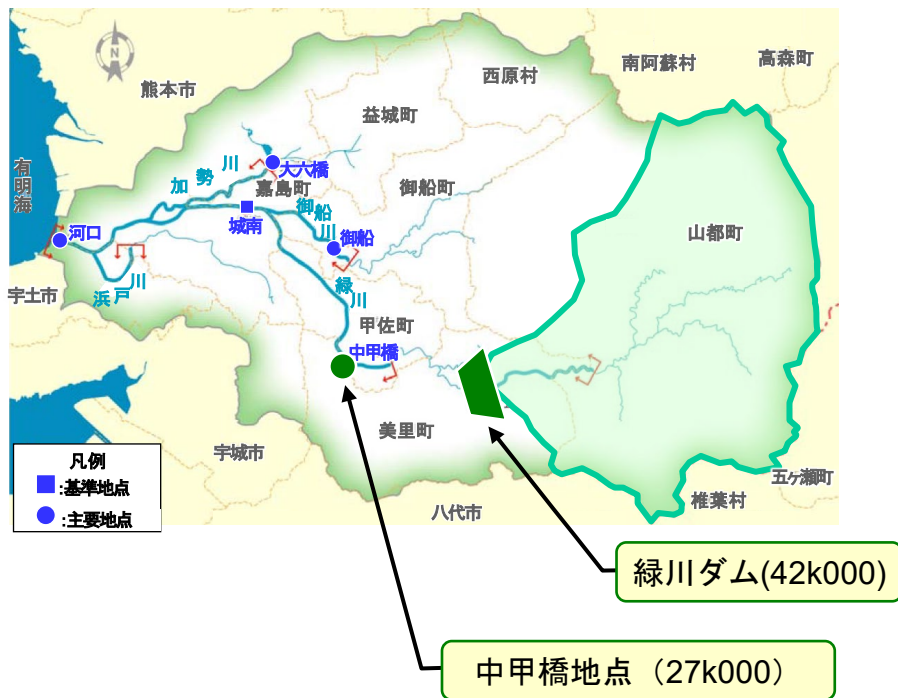 N
高森町
南阿蘇村
西原村
熊本市
益城町
有明海
加勢川
大六橋
嘉島町
御船町
御船川
河口
城南
御船
山都町
宇土市
浜戸川
緑川
甲佐町
中甲橋
美里町
宇城市
五ヶ瀬町
椎葉村
八代市
凡例
:基準地点
:主要地点
緑川ダム(42k000)
中甲橋地点（27k000）